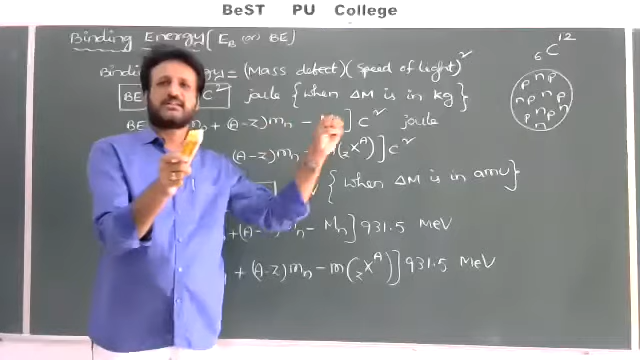 BeST PU College
Binding Energy (E_B or BE)
₆C¹²
Binding Energy = (Mass defect)(Speed of light)²
BE C² joule {when ΔM is in kg}
BE + (A-Z)m_n - ] C² joule
(A-Z)m_n - m(_zX^A)]C²
{when ΔM is in amu}
p n p
n p n p
p n n
n
+(A-Z)m_n - M_n]931.5 MeV
+ (A-Z)m_n - m(_zX^A)]931.5 MeV